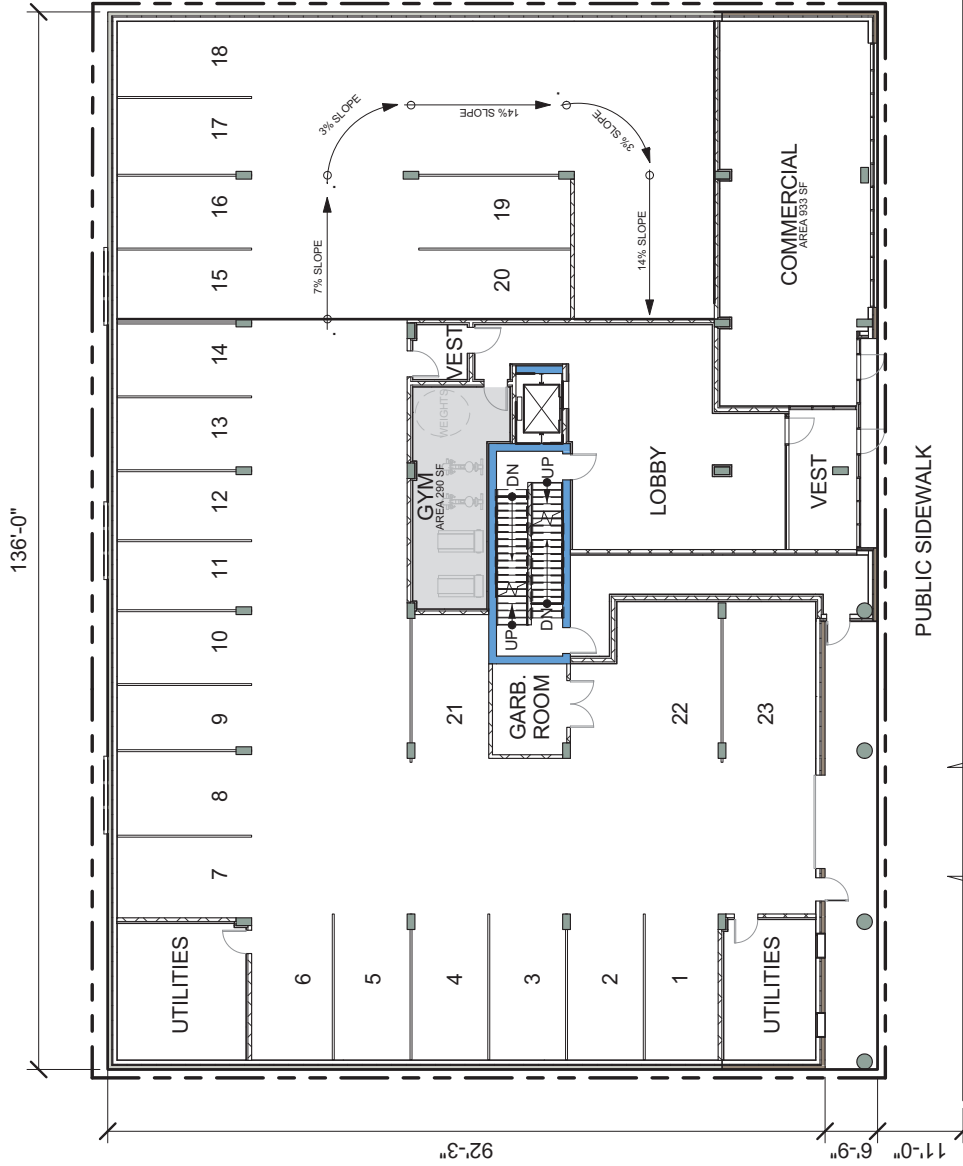 136'-0"
18
17
16
15
14
13
12
11
10
9
8
7
3% SLOPE
14% SLOPE
3% SLOPE
7% SLOPE
14% SLOPE
19
20
COMMERCIAL
AREA 933 SF
VEST
WEIGHTS
GYM
AREA 290 SF
DN
UP
UP
DN
LOBBY
VEST
21
GARB.
ROOM
22
23
UTILITIES
6
5
4
3
2
1
UTILITIES
PUBLIC SIDEWALK
92'-3"
6'-9"
11'-0"